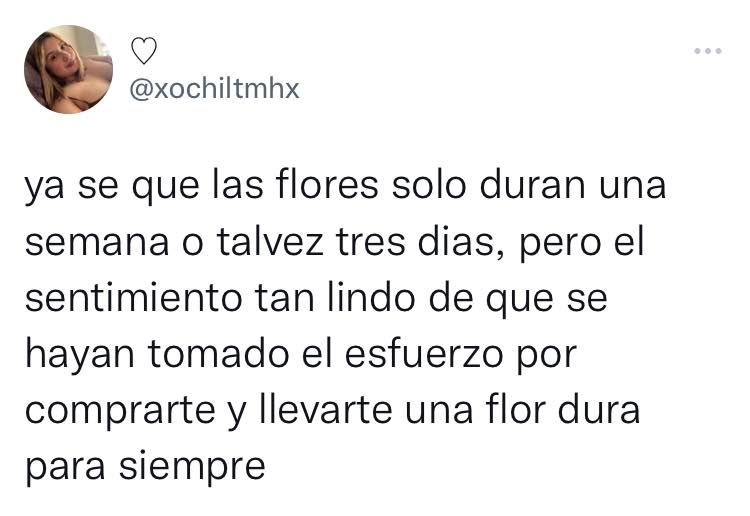 ♡
@xochiltmhx
ya se que las flores solo duran una
semana o talvez tres dias, pero el
sentimiento tan lindo de que se
hayan tomado el esfuerzo por
comprarte y llevarte una flor dura
para siempre